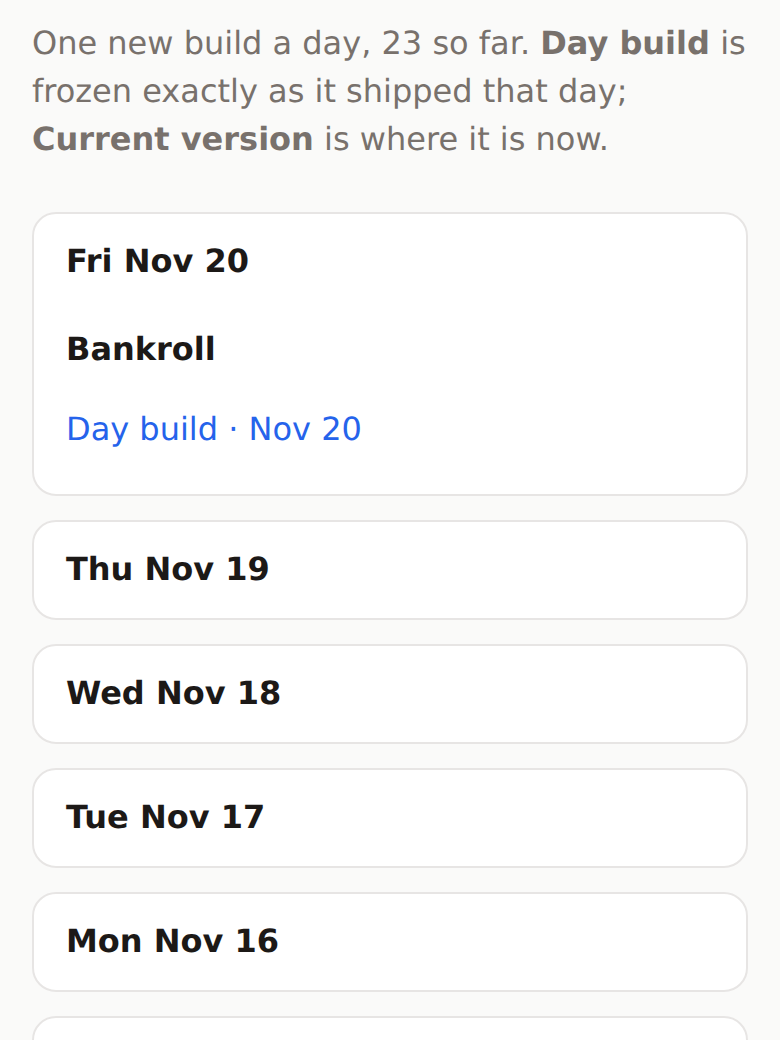 One new build a day, 23 so far. Day build is
frozen exactly as it shipped that day;
Current version is where it is now.
Fri Nov 20
Bankroll
Day build · Nov 20
Thu Nov 19
Wed Nov 18
Tue Nov 17
Mon Nov 16